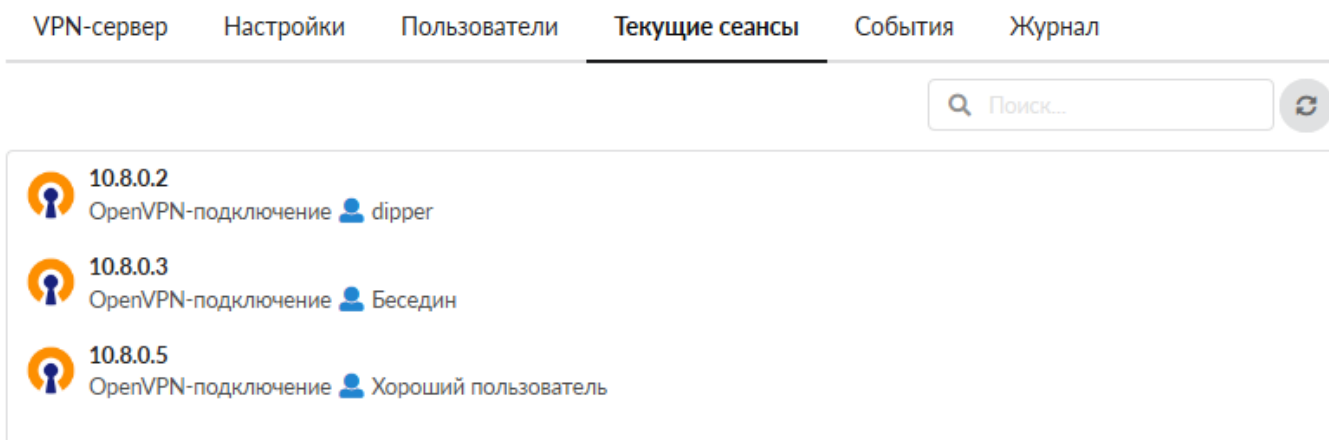 VPN-сервер Настройки Пользователи Текущие сеансы События Журнал
Поиск...
10.8.0.2
OpenVPN-подключение dipper
10.8.0.3
OpenVPN-подключение Беседин
10.8.0.5
OpenVPN-подключение Хороший пользователь